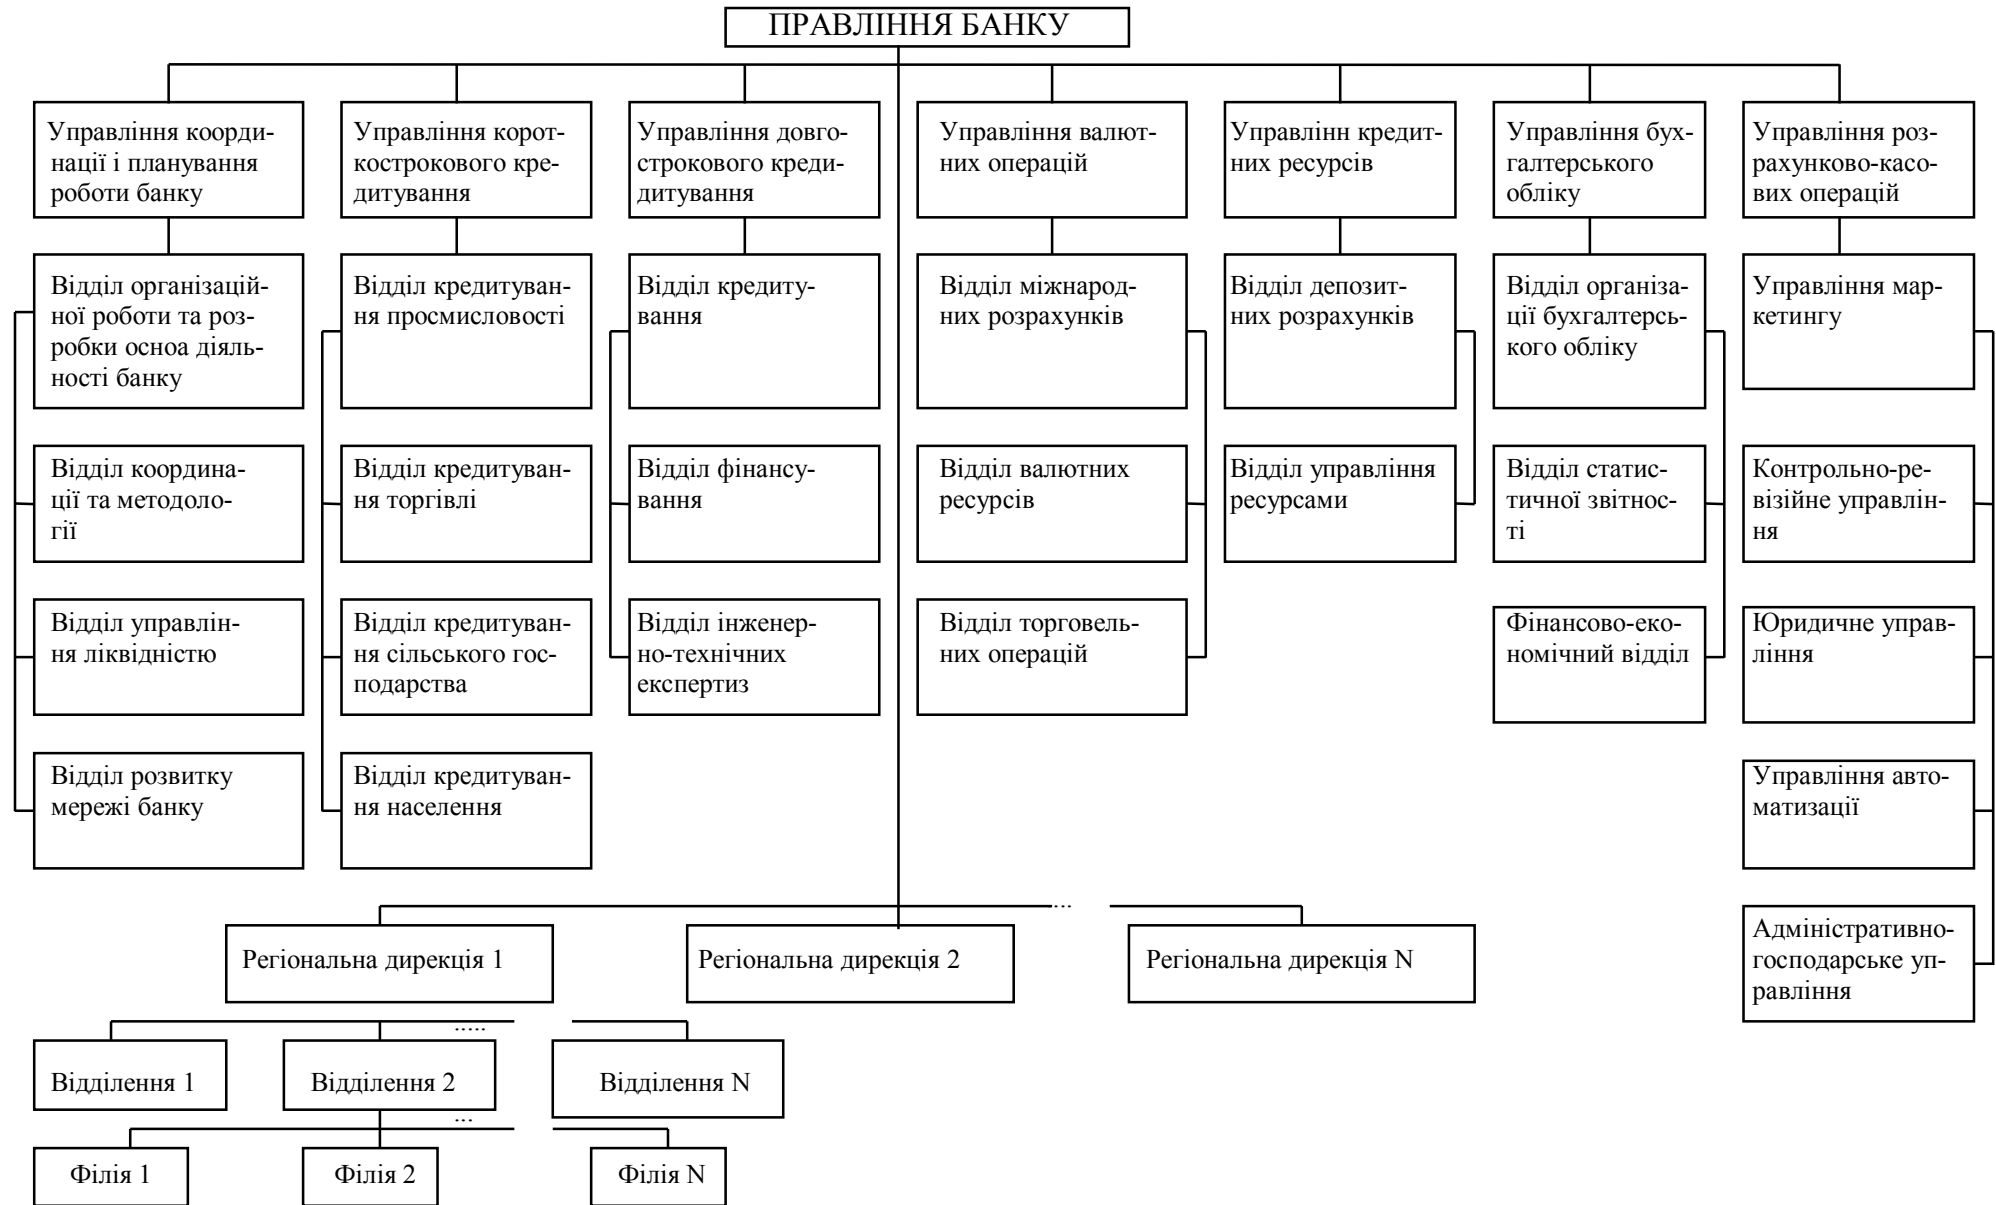 ПРАВЛІННЯ БАНКУ
Управління коорди-
нації і планування
роботи банку
Управління корот-
кострокового кре-
дитування
Управління довго-
строкового креди-
дитування
Управління валют-
них операцій
Управлінн кредит-
них ресурсів
Управління бух-
галтерського
обліку
Управління роз-
рахунково-касо-
вих операцій
Відділ організацій-
ної роботи та роз-
робки осноа діяль-
ності банку
Відділ кредитуван-
ня просмисловості
Відділ кредиту-
вання
Відділ міжнарод-
них розрахунків
Відділ депозит-
них розрахунків
Відділ організа-
ції бухгалтерсь-
кого обліку
Управління мар-
кетингу
Відділ координа-
ції та методоло-
гії
Відділ кредитуван-
ня торгівлі
Відділ фінансу-
вання
Відділ валютних
ресурсів
Відділ управління
ресурсами
Відділ статис-
тичної звітнос-
ті
Контрольно-ре-
візійне управлін-
ня
Відділ управлін-
ня ліквідністю
Відділ кредитуван-
ня сільського гос-
подарства
Відділ інженер-
но-технічних
експертиз
Відділ торговель-
них операцій
Фінансово-еко-
номічний відділ
Юридичне управ-
ління
Відділ розвитку
мережі банку
Відділ кредитуван-
ня населення
Управління авто-
матизації
...
Регіональна дирекція 1
Регіональна дирекція 2
Регіональна дирекція N
Адміністративно-
господарське уп-
равління
.....
Відділення 1
Відділення 2
Відділення N
...
Філія 1
Філія 2
Філія N